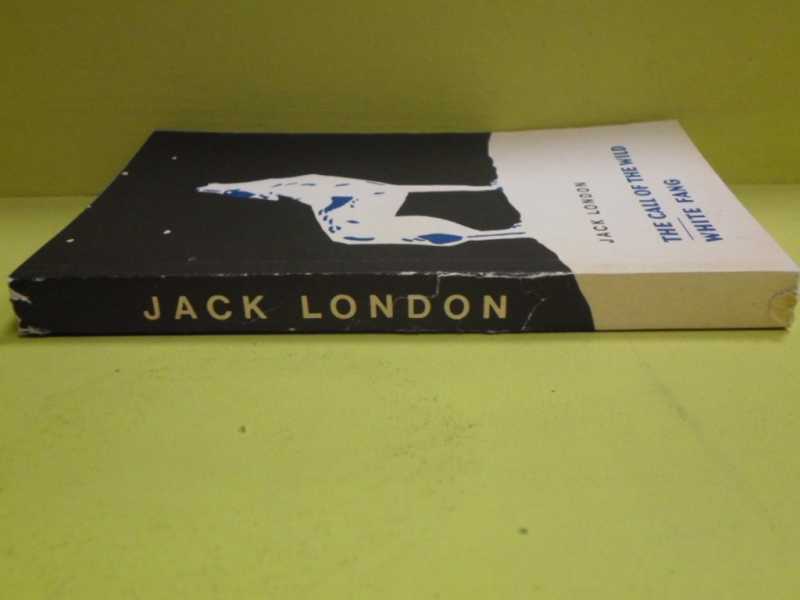 JACK LONDON
THE CALL OF THE WILD
WHITE FANG
JACK LONDON